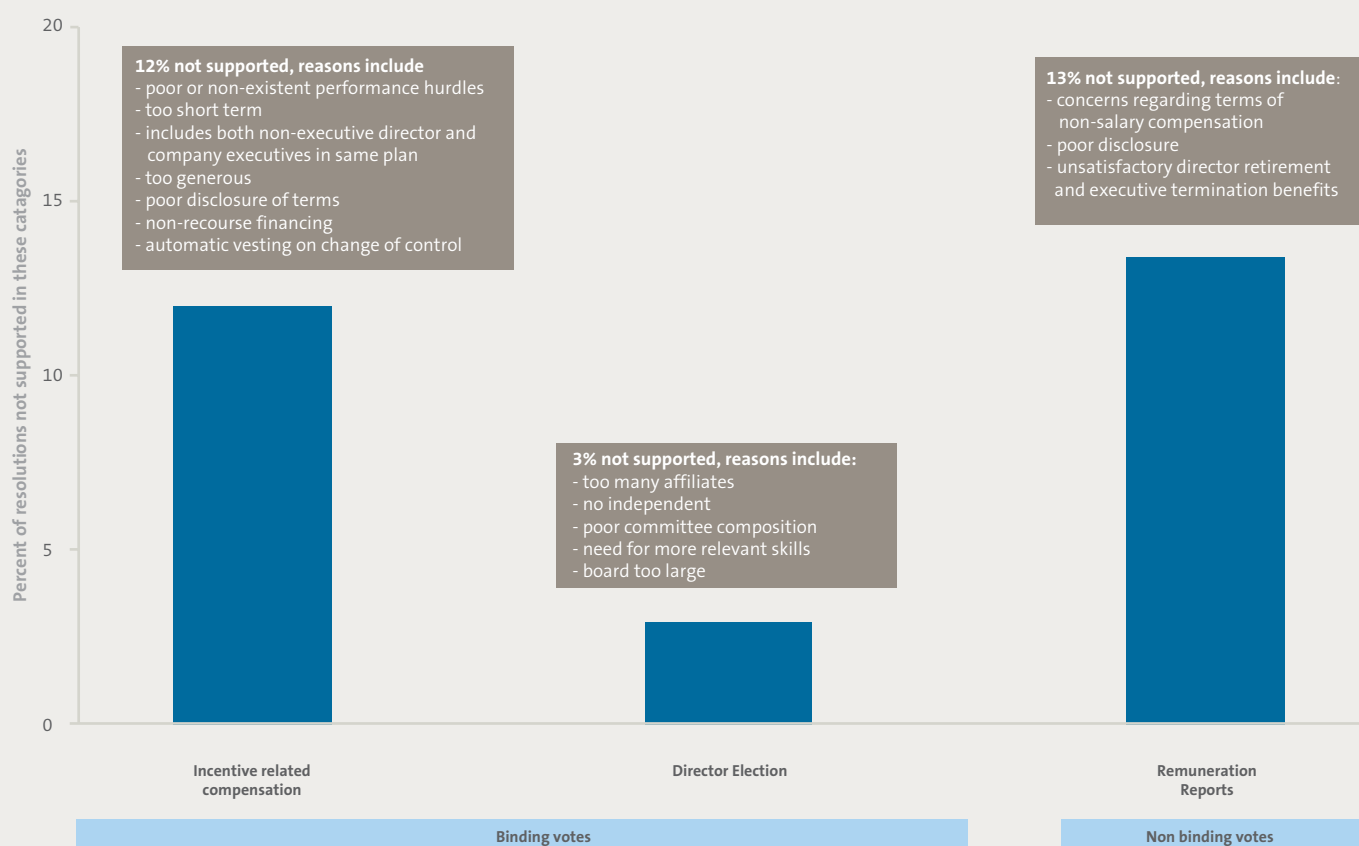 20
15
10
5
0
Percent of resolutions not supported in these catagories
12% not supported, reasons include
- poor or non-existent performance hurdles
- too short term
- includes both non-executive director and
company executives in same plan
- too generous
- poor disclosure of terms
- non-recourse financing
- automatic vesting on change of control
3% not supported, reasons include:
- too many affiliates
- no independent
- poor committee composition
- need for more relevant skills
- board too large
13% not supported, reasons include:
- concerns regarding terms of
non-salary compensation
- poor disclosure
- unsatisfactory director retirement
and executive termination benefits
Incentive related
compensation
Director Election
Remuneration
Reports
Binding votes
Non binding votes